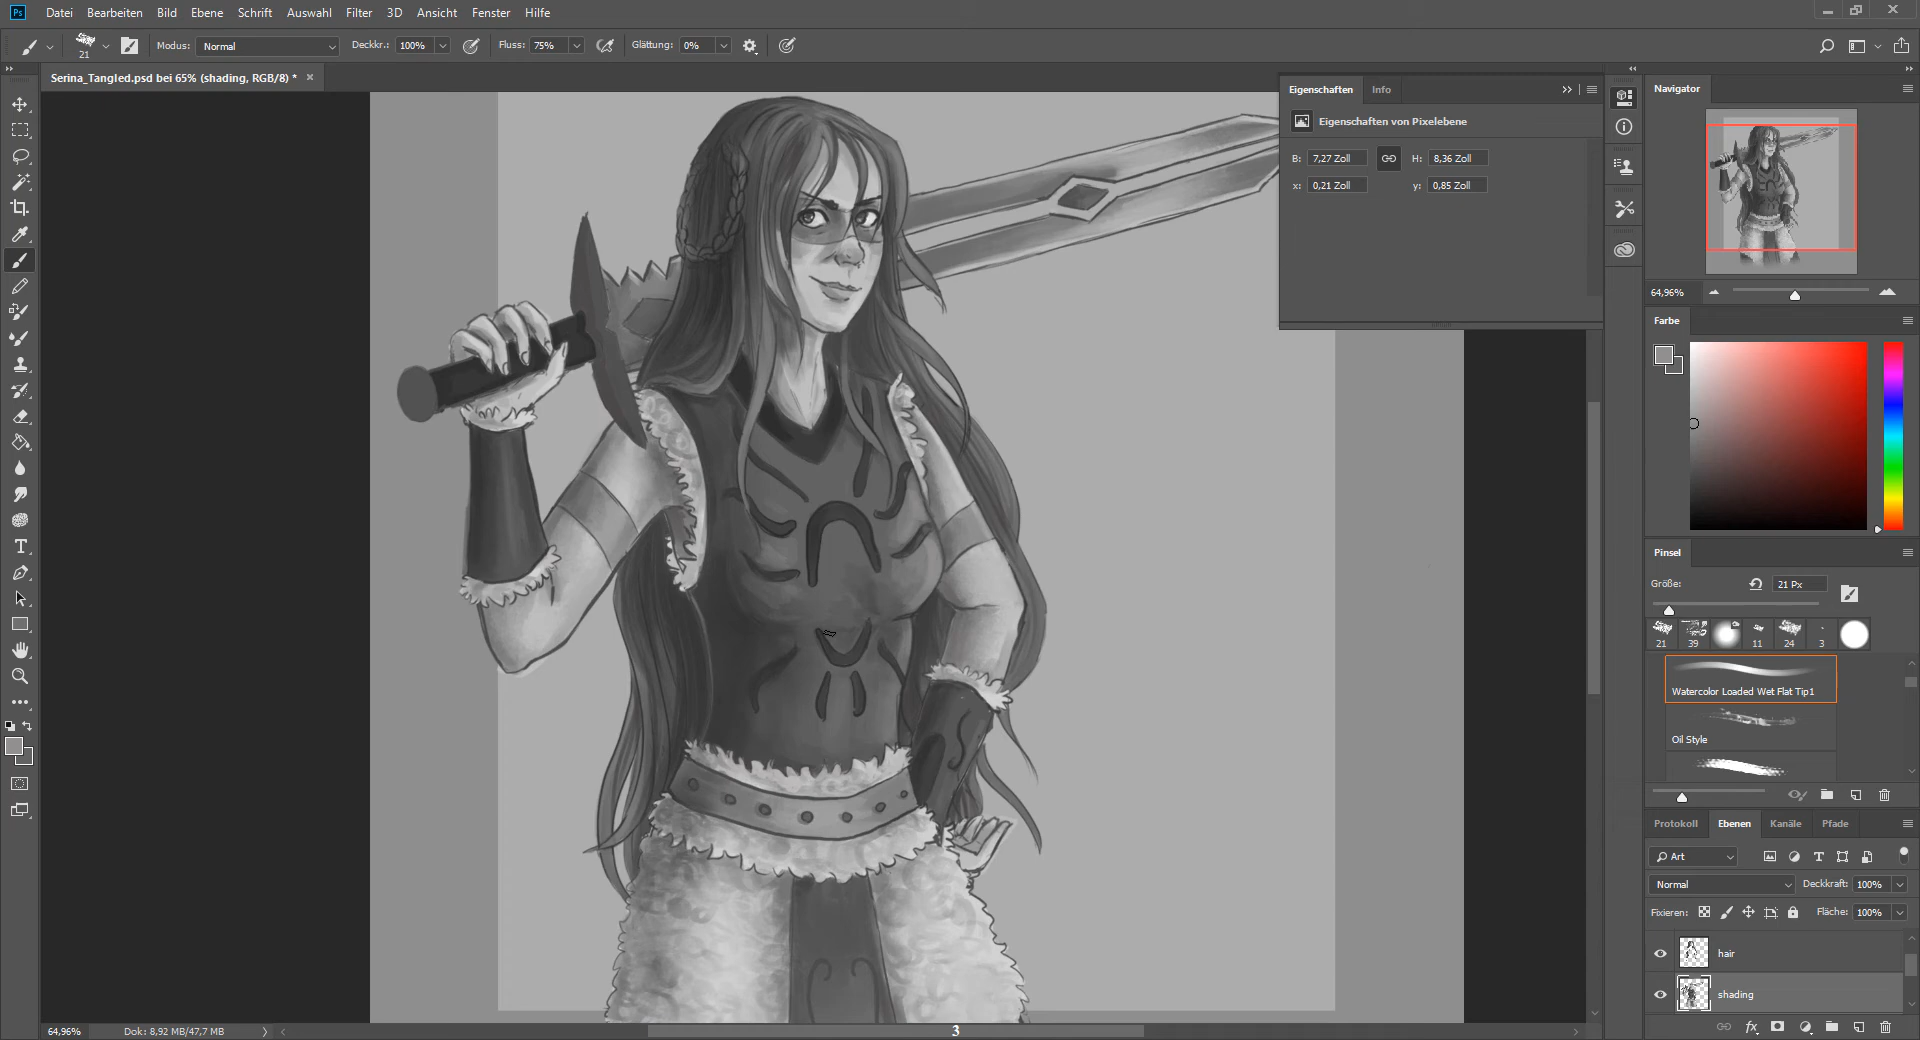 Ps Datei Bearbeiten Bild Ebene Schrift Auswahl Filter 3D Ansicht Fenster Hilfe
21 Modus: Normal Deckkr.: 100% Fluss: 75% Glättung: 0%
Serina_Tangled.psd bei 65% (shading, RGB/8) *
Eigenschaften Info
Eigenschaften von Pixelebene
B: 7,27 Zoll H: 8,36 Zoll
x: 0,21 Zoll y: 0,85 Zoll
Navigator
64,96%
Farbe
Pinsel
Größe: 21 Px
21 39 11 24 3
Watercolor Loaded Wet Flat Tip1
Oil Style
Protokoll Ebenen Kanäle Pfade
Art
Normal Deckkraft: 100%
Fixieren: Fläche: 100%
hair
shading
64,96% Dok: 8,92 MB/47,7 MB
3